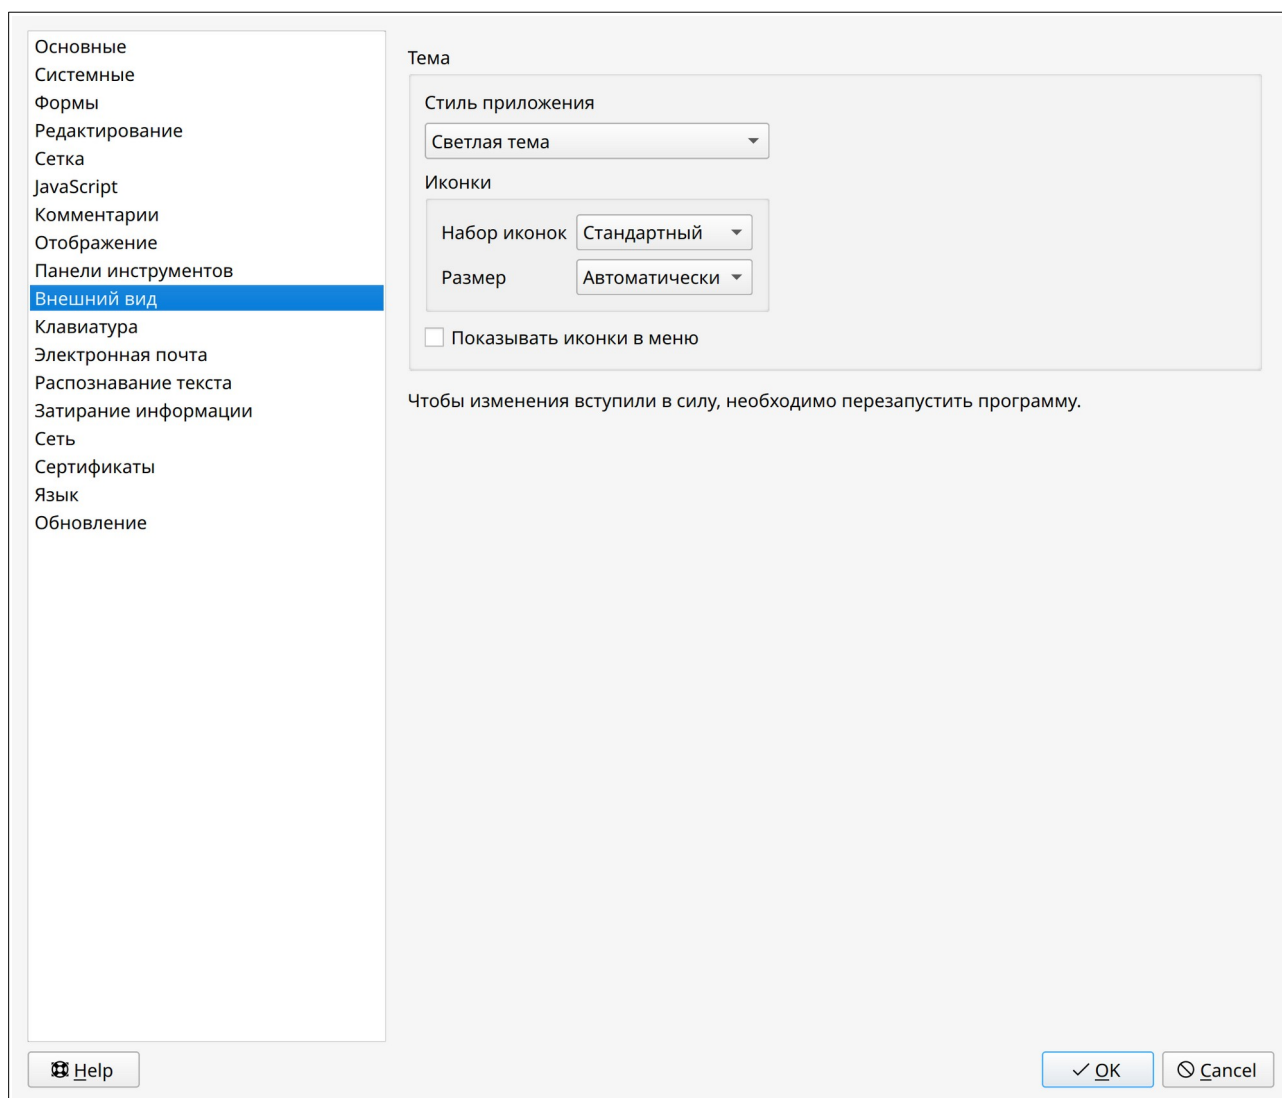 Основные
Системные
Формы
Редактирование
Сетка
JavaScript
Комментарии
Отображение
Панели инструментов
Внешний вид
Клавиатура
Электронная почта
Распознавание текста
Затирание информации
Сеть
Сертификаты
Язык
Обновление
Тема
Стиль приложения
Светлая тема
Иконки
Набор иконок Стандартный
Размер Автоматически
Показывать иконки в меню
Чтобы изменения вступили в силу, необходимо перезапустить программу.
Help OK Cancel